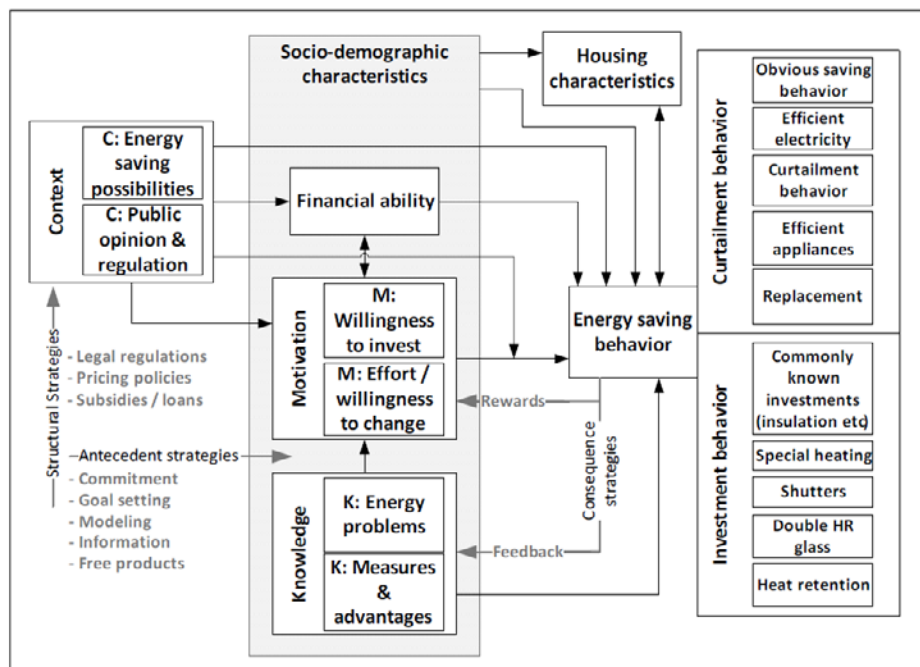 Socio-demographic
characteristics
Housing
characteristics
Context
C: Energy
saving
possibilities
C: Public
opinion &
regulation
Financial ability
Motivation
M:
Willingness
to invest
M: Effort /
willingness
to change
Knowledge
K: Energy
problems
K: Measures
& advantages
Structural Strategies
- Legal regulations
- Pricing policies
- Subsidies / loans
Antecedent strategies
- Commitment
- Goal setting
- Modeling
- Information
- Free products
Energy saving
behavior
Rewards
Feedback
Consequence
strategies
Curtailment behavior
Obvious saving
behavior
Efficient
electricity
Curtailment
behavior
Efficient
appliances
Replacement
Investment behavior
Commonly
known
investments
(insulation etc)
Special heating
Shutters
Double HR
glass
Heat retention